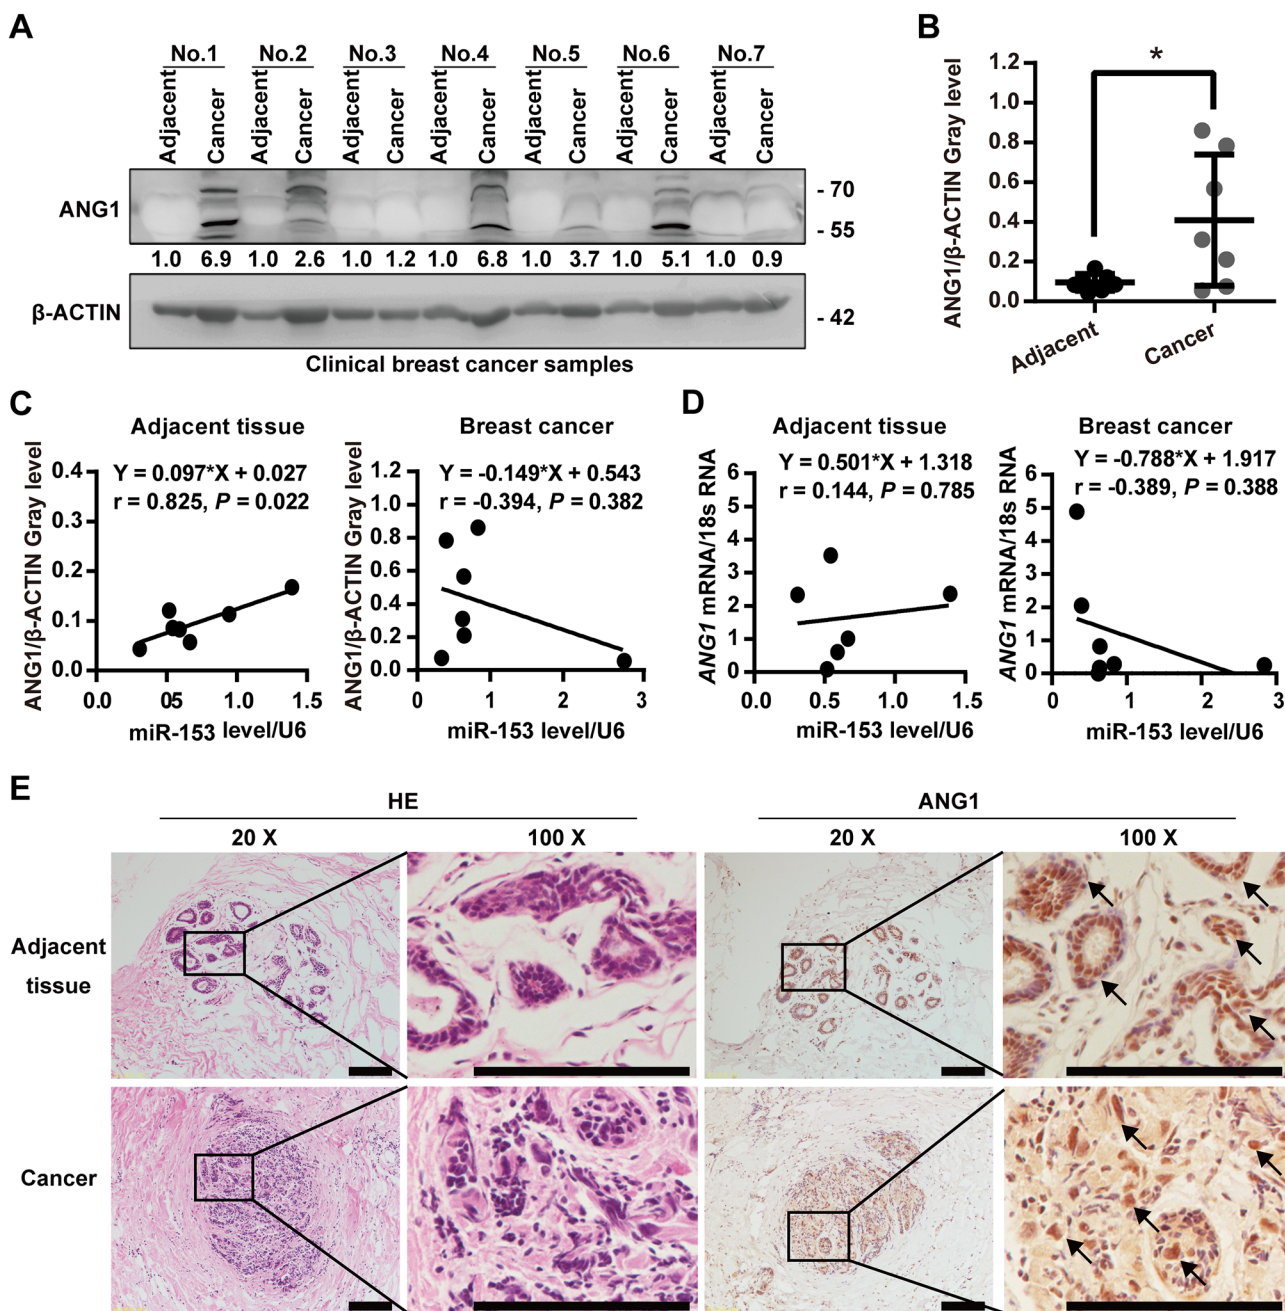 A
No.1 No.2 No.3 No.4 No.5 No.6 No.7
Adjacent Cancer Adjacent Cancer Adjacent Cancer Adjacent Cancer Adjacent Cancer Adjacent Cancer Adjacent Cancer
ANG1
- 70
- 55
1.0 6.9 1.0 2.6 1.0 1.2 1.0 6.8 1.0 3.7 1.0 5.1 1.0 0.9
β-ACTIN
- 42
Clinical breast cancer samples
B
ANG1/β-ACTIN Gray level
1.2
1.0
0.8
0.6
0.4
0.2
0.0
*
Adjacent Cancer
C
Adjacent tissue
Y = 0.097*X + 0.027
r = 0.825, P = 0.022
ANG1/β-ACTIN Gray level
0.4
0.3
0.2
0.1
0.0
0.0 05 1.0 1.5
miR-153 level/U6
Breast cancer
Y = -0.149*X + 0.543
r = -0.394, P = 0.382
ANG1/β-ACTIN Gray level
1.2
1.0
0.8
0.6
0.4
0.2
0.0
0.0 1 2 3
miR-153 level/U6
D
Adjacent tissue
Y = 0.501*X + 1.318
r = 0.144, P = 0.785
ANG1 mRNA/18s RNA
6
5
4
3
2
1
0
0.0 0.5 1.0 1.5
miR-153 level/U6
Breast cancer
Y = -0.788*X + 1.917
r = -0.389, P = 0.388
ANG1 mRNA/18s RNA
6
5
4
3
2
1
0
0 1 2 3
miR-153 level/U6
E
HE ANG1
20 X 100 X 20 X 100 X
Adjacent
tissue
Cancer